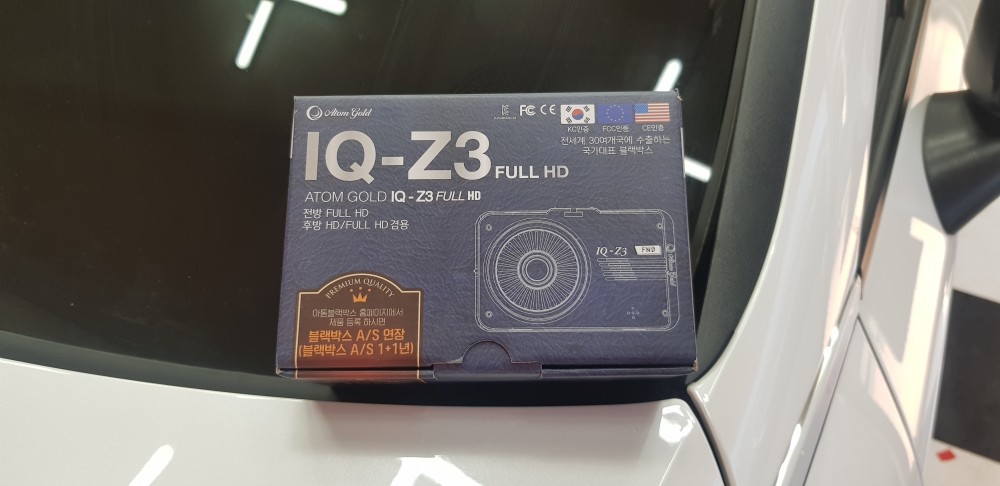 Atom Gold
FC CE
KC인증 FCC인증 CE인증
전세계 30여개국에 수출하는
국가대표 블랙박스
IQ-Z3 FULL HD
ATOM GOLD IQ - Z3 FULL HD
전방 FULL HD
후방 HD/FULL HD 겸용
IQ-Z3 FHD
Atom Gold
PREMIUM QUALITY
아톰블랙박스 홈페이지에서
제품 등록 하시면
블랙박스 A/S 연장
(블랙박스 A/S 1+1년)